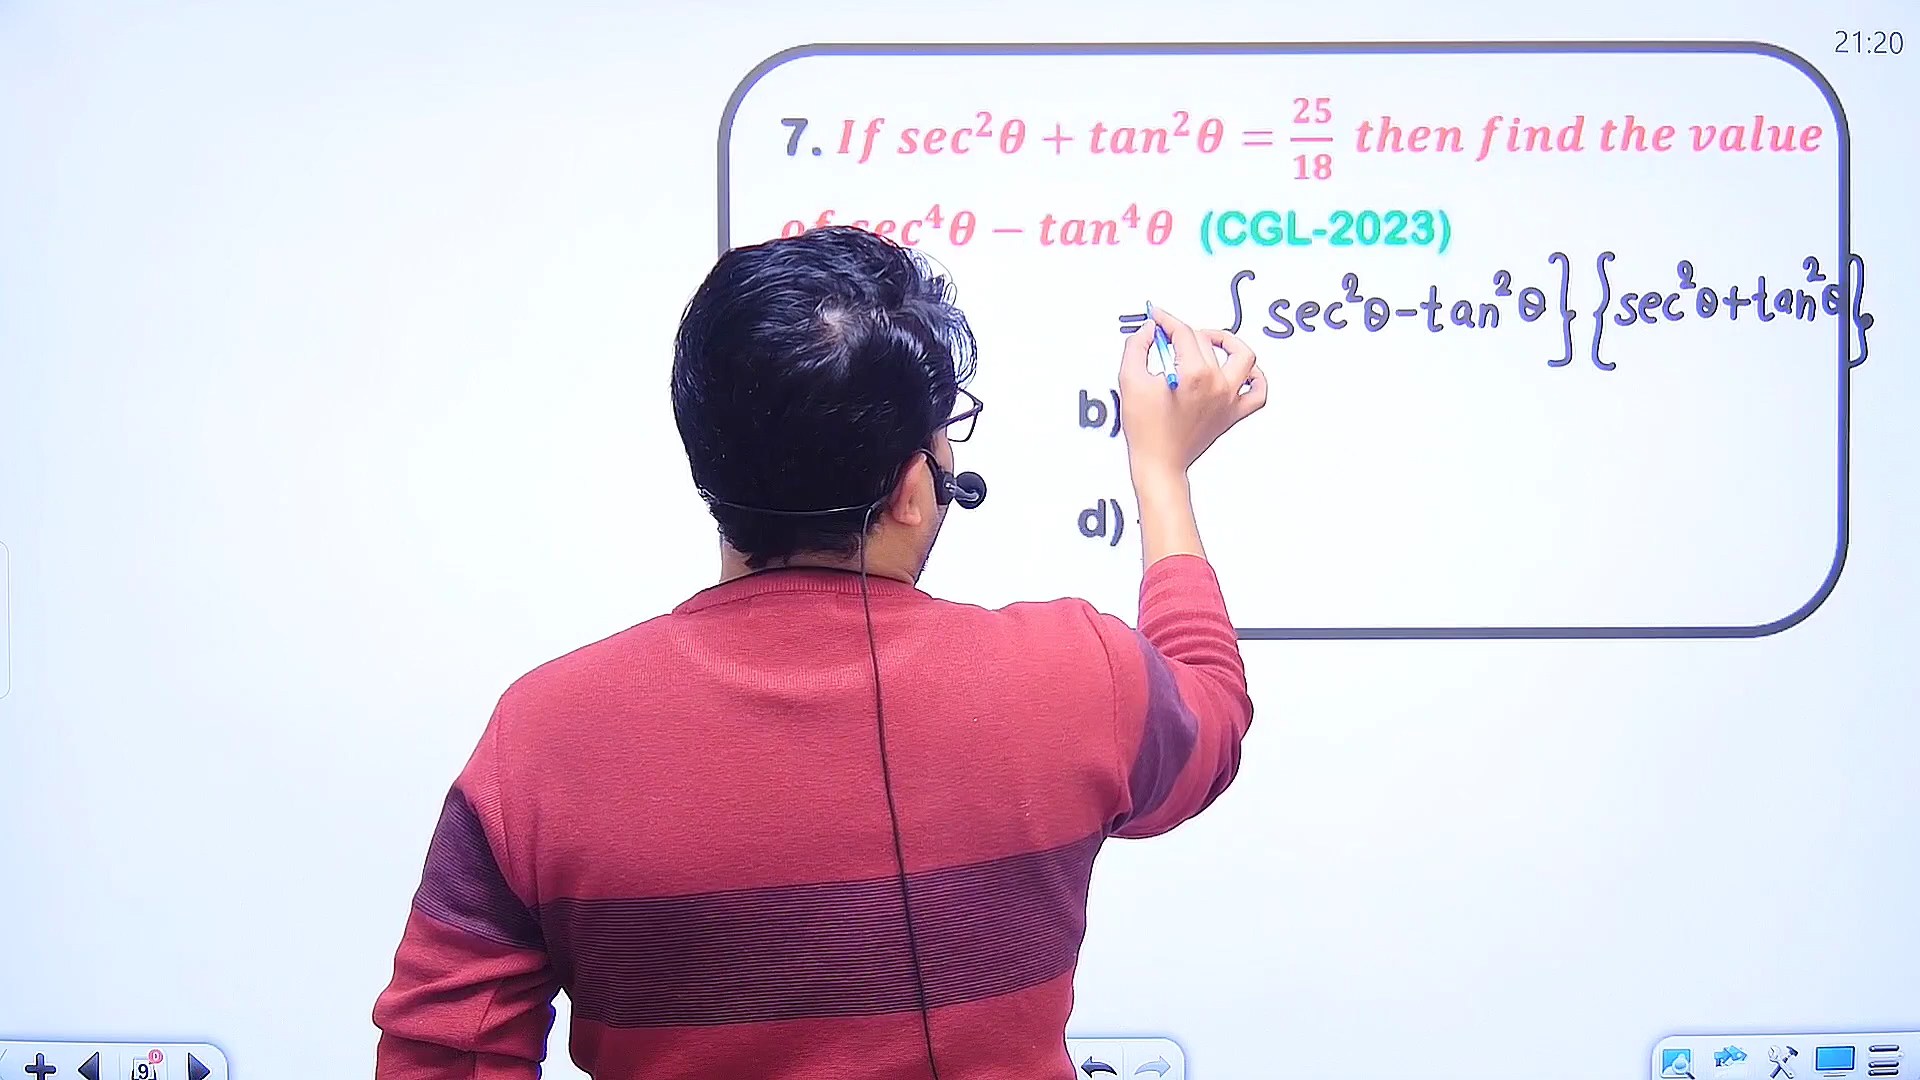 21:20
7. If sec²θ + tan²θ = 25/18 then find the value
of sec⁴θ − tan⁴θ (CGL-2023)
= { sec²θ-tan²θ } { sec²θ+tan²θ }
b)
d)
9
0